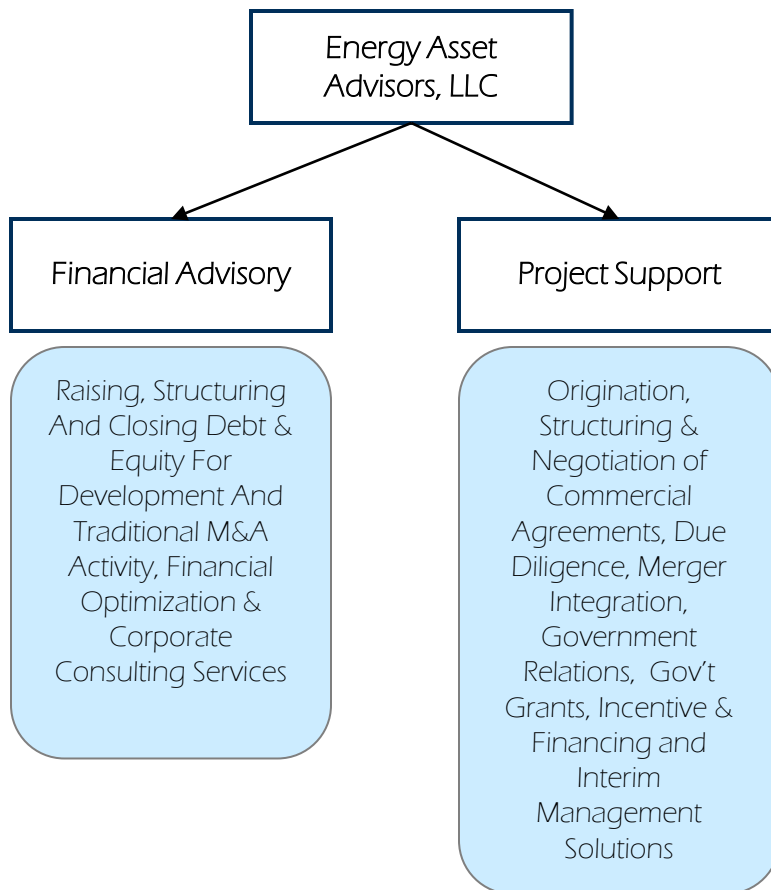 Energy Asset
Advisors, LLC
Financial Advisory
Project Support
Raising, Structuring
And Closing Debt &
Equity For
Development And
Traditional M&A
Activity, Financial
Optimization &
Corporate
Consulting Services
Origination,
Structuring &
Negotiation of
Commercial
Agreements, Due
Diligence, Merger
Integration,
Government
Relations,  Gov’t
Grants, Incentive &
Financing and
Interim
Management
Solutions